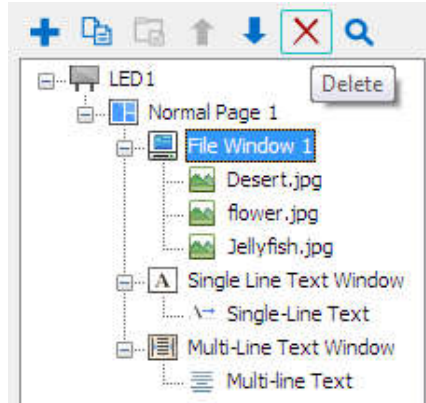 LED1
Delete
Normal Page 1
File Window 1
Desert.jpg
flower.jpg
Jellyfish.jpg
A Single Line Text Window
A Single-Line Text
Multi-Line Text Window
Multi-line Text